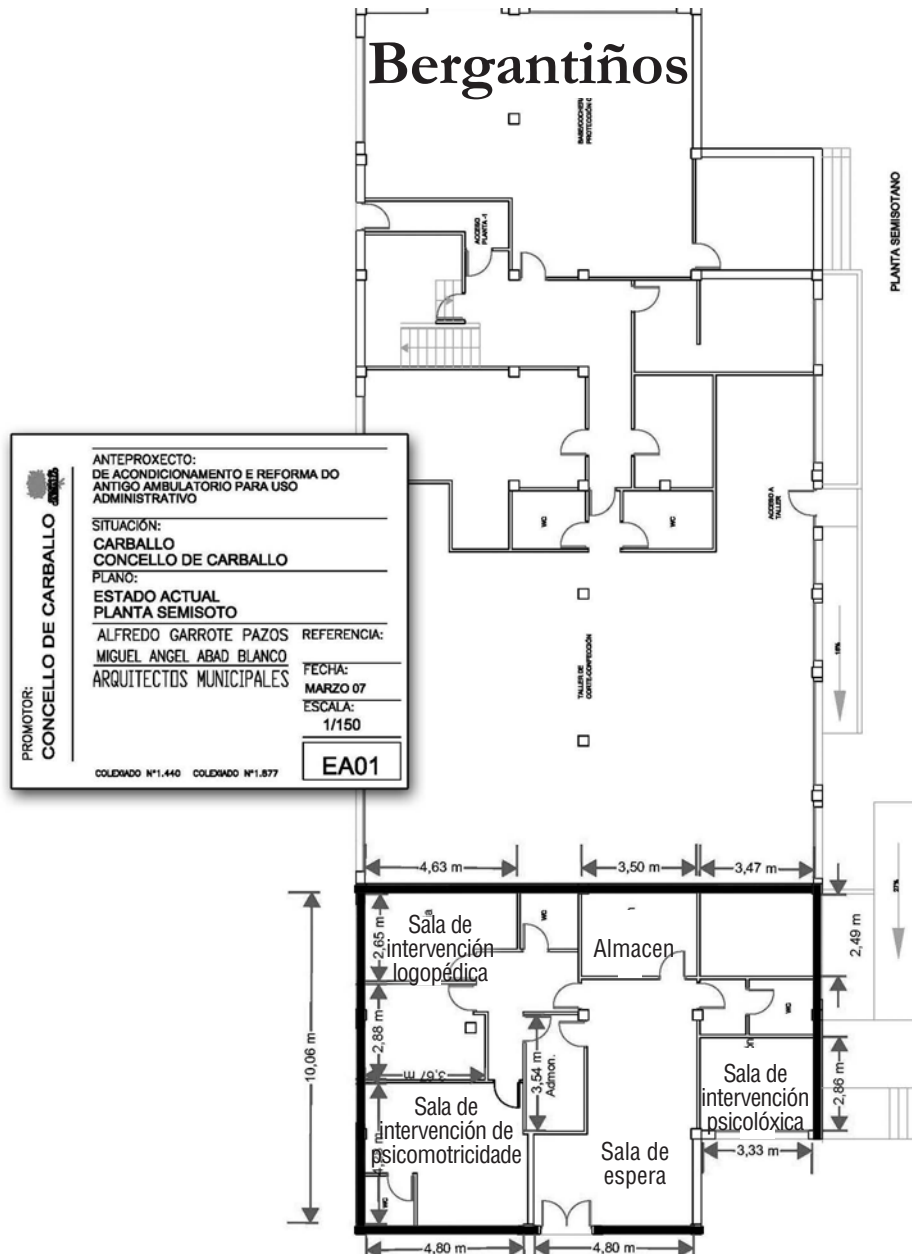 Bergantiños
ACCESO
PLANTA -1
PLANTA SEMISOTANO
PROMOTOR:
CONCELLO DE CARBALLO
ANTEPROXECTO:
DE ACONDICIONAMENTO E REFORMA DO
ANTIGO AMBULATORIO PARA USO
ADMINISTRATIVO
SITUACIÓN:
CARBALLO
CONCELLO DE CARBALLO
PLANO:
ESTADO ACTUAL
PLANTA SEMISOTO
ALFREDO GARROTE PAZOS
MIGUEL ANGEL ABAD BLANCO
ARQUITECTOS MUNICIPALES
REFERENCIA:
FECHA:
MARZO 07
ESCALA:
1/150
EA01
COLEXIADO Nº1.440 COLEXIADO Nº1.877
WC
WC
ACCESO A
TALLER
TALLER DE
CORTE-CONFECCIÓN
4,63 m
3,50 m
3,47 m
10,06 m
2,65 m
Sala de
intervención
logopédica
WC
Almacen
2,49 m
2,88 m
3,67 m
3,54 m
Admon.
WC
Sala de
intervención
psicolóxica
2,86 m
3,33 m
Sala de
intervención de
psicomotricidade
WC
Sala de
espera
4,80 m
4,80 m